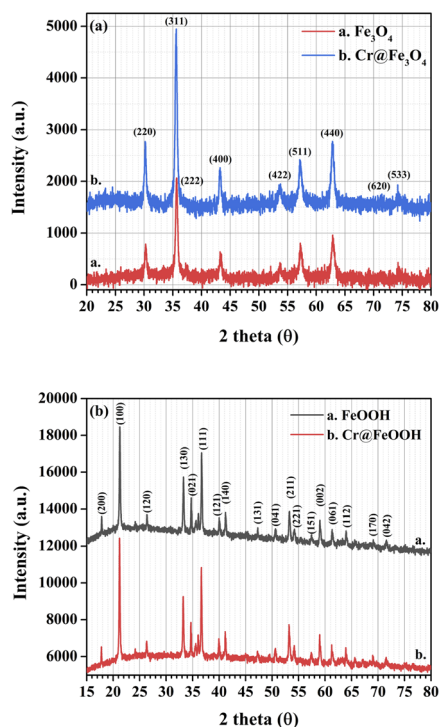 (a)
(311)
a. Fe₃O₄
b. Cr@Fe₃O₄
(220)
(222)
(400)
(422)
(511)
(440)
(620)
(533)
b.
a.
5000
4000
3000
2000
1000
0
Intensity (a.u.)
20 25 30 35 40 45 50 55 60 65 70 75 80
2 theta (θ)
(b)
(100)
a. FeOOH
b. Cr@FeOOH
(200)
(120)
(130)
(021)
(111)
(121)
(140)
(131)
(041)
(211)
(221)
(151)
(002)
(061)
(112)
(170)
(042)
a.
b.
20000
18000
16000
14000
12000
10000
8000
6000
Intensity (a.u.)
15 20 25 30 35 40 45 50 55 60 65 70 75 80
2 theta (θ)